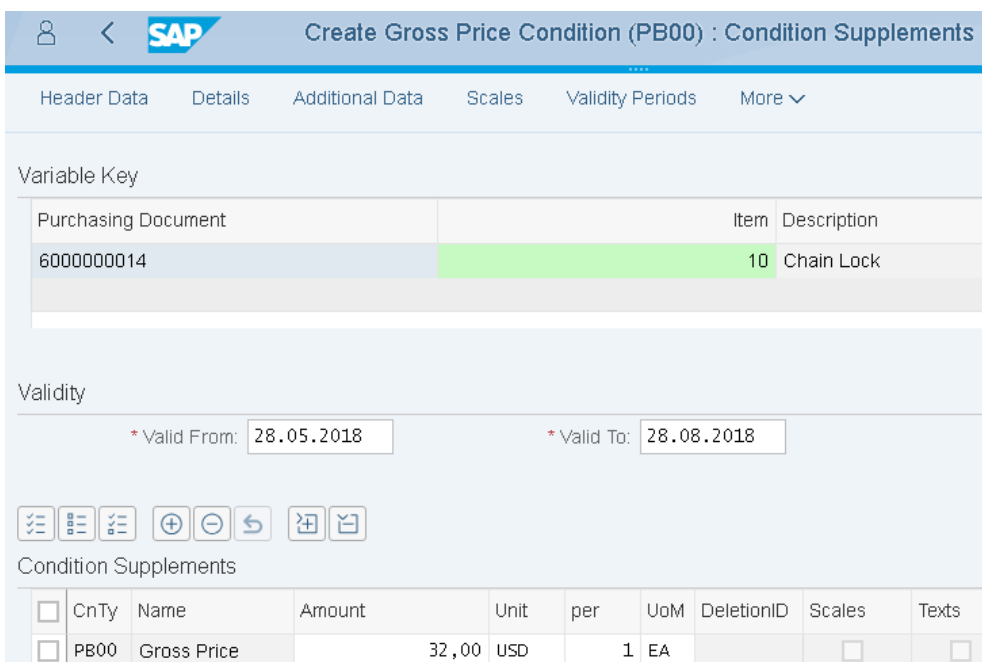 SAP Create Gross Price Condition (PB00) : Condition Supplements
Header Data Details Additional Data Scales Validity Periods More
Variable Key
Purchasing Document Item Description
6000000014 10 Chain Lock
Validity
* Valid From: 28.05.2018 * Valid To: 28.08.2018
Condition Supplements
CnTy Name Amount Unit per UoM DeletionID Scales Texts
PB00 Gross Price 32,00 USD 1 EA